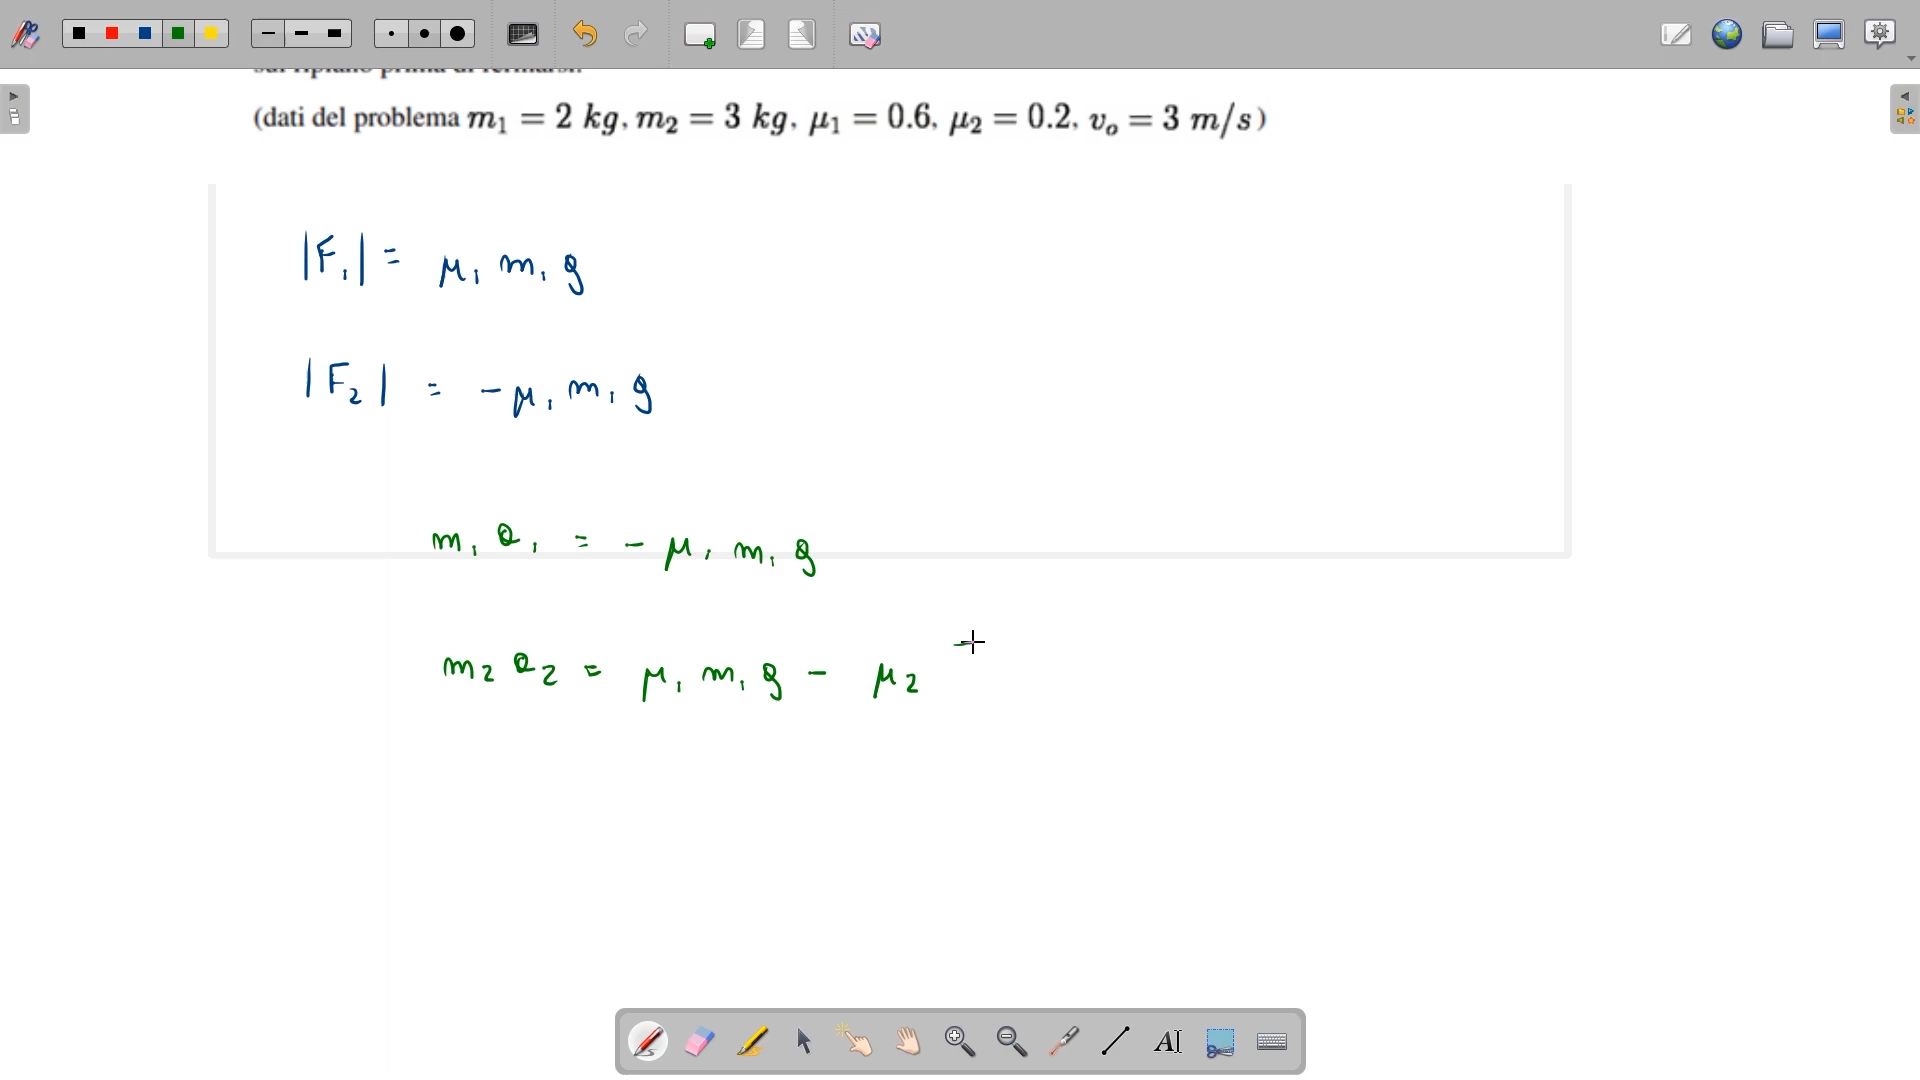 (dati del problema m₁ = 2 kg, m₂ = 3 kg, μ₁ = 0.6, μ₂ = 0.2, vₒ = 3 m/s)
|F₁| = μ₁ m₁ g
|F₂| = - μ₁ m₁ g
m₁ a₁ = - μ₁ m₁ g
m₂ a₂ = μ₁ m₁ g - μ₂
AI